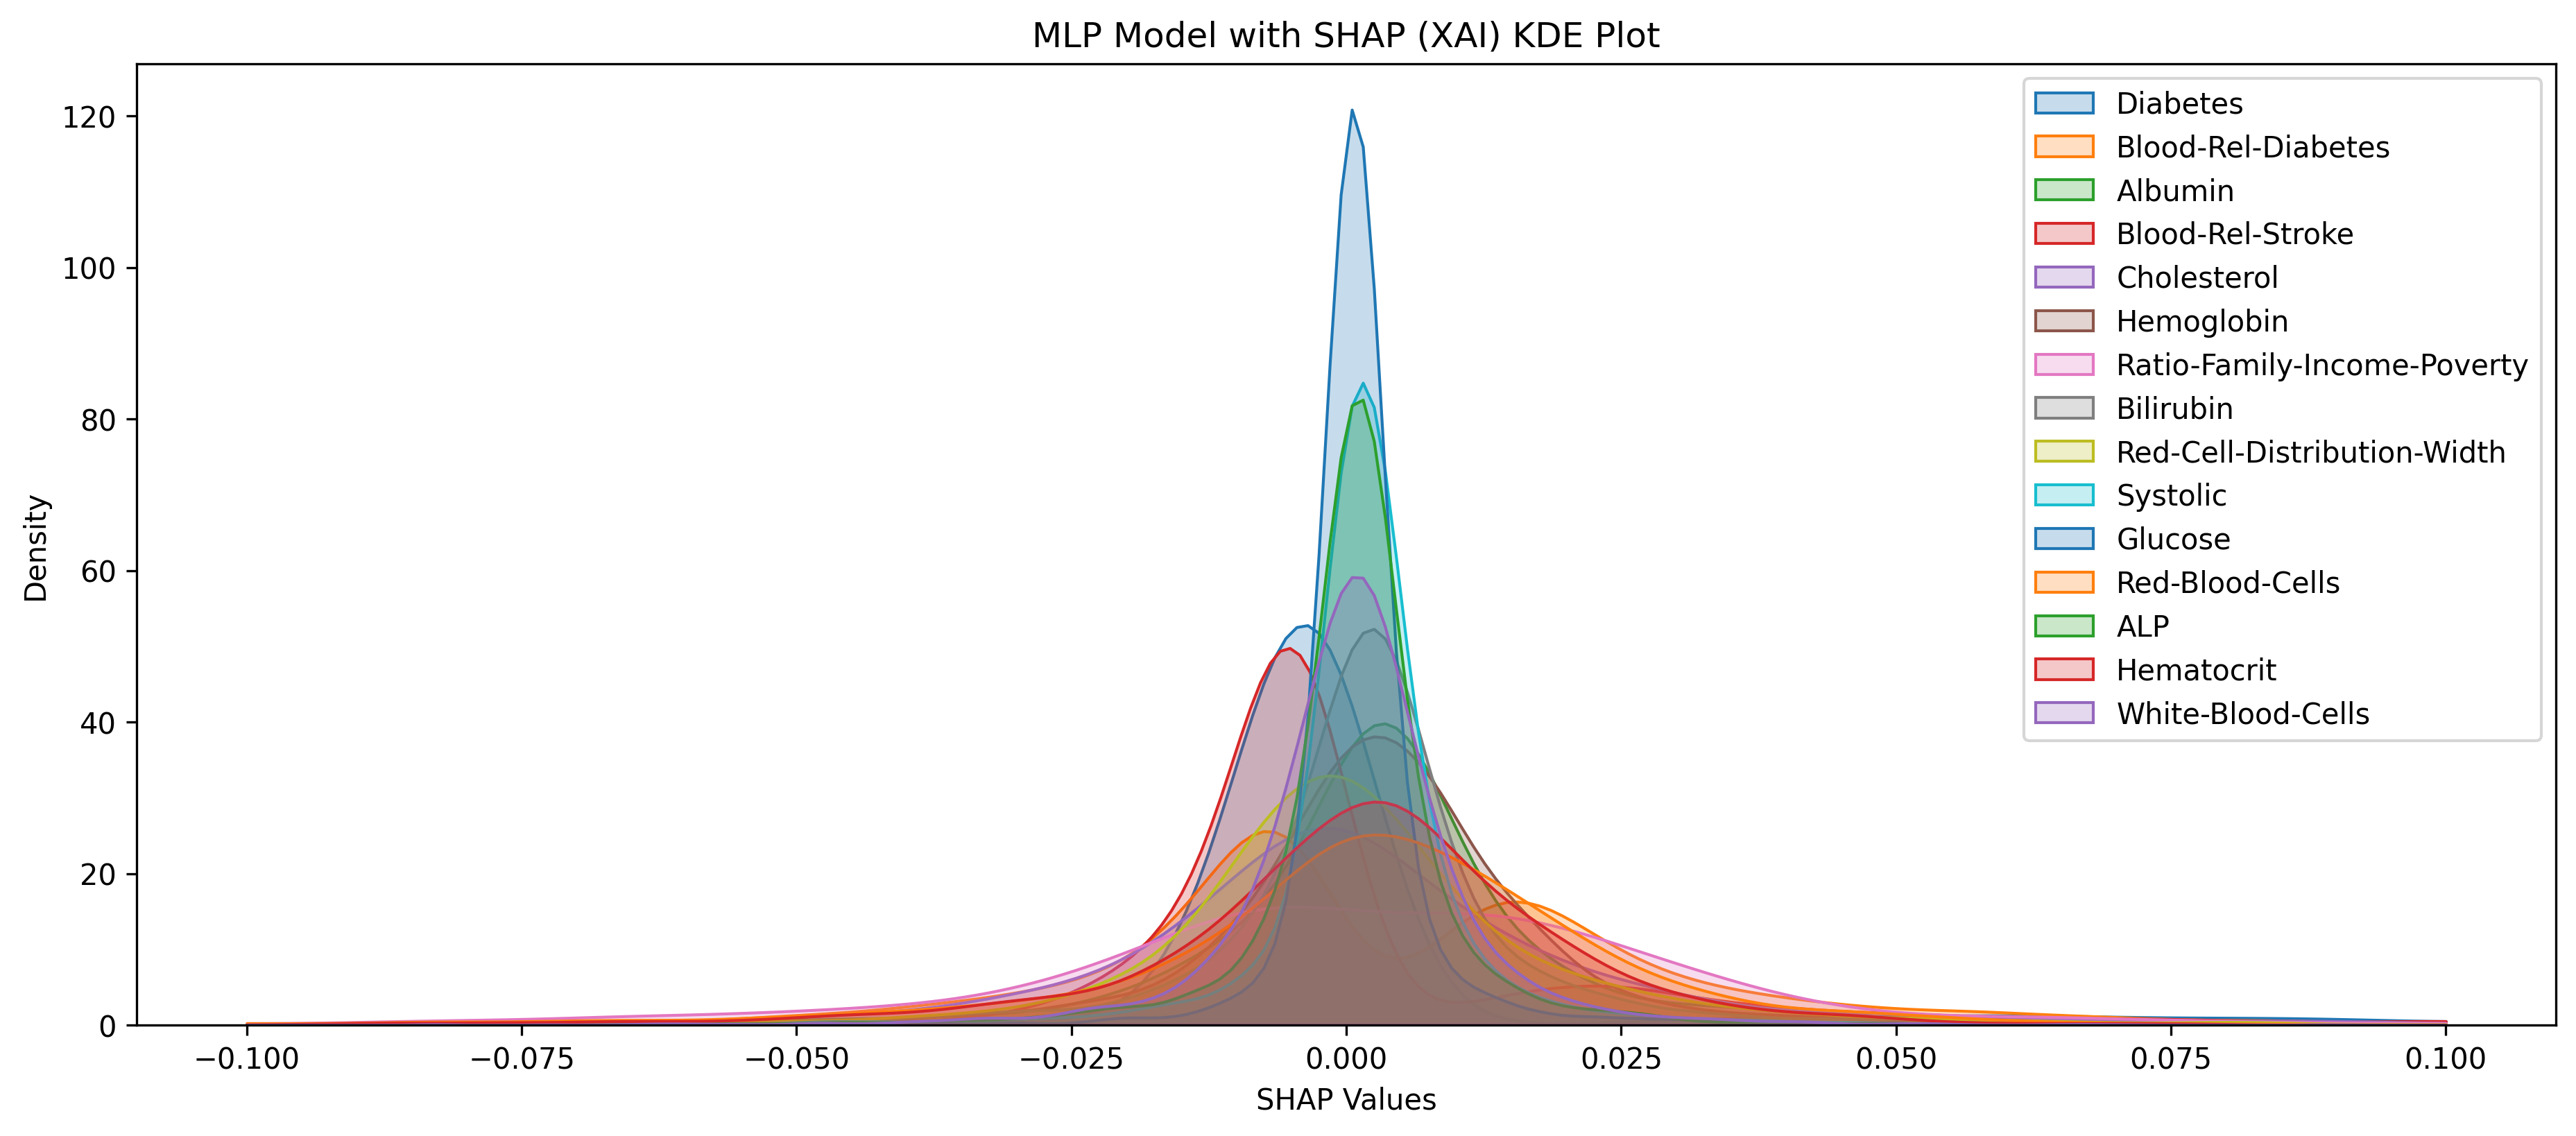 MLP Model with SHAP (XAI) KDE Plot
Density
120
100
80
60
40
20
0
−0.100
−0.075
−0.050
−0.025
0.000
0.025
0.050
0.075
0.100
SHAP Values
Diabetes
Blood-Rel-Diabetes
Albumin
Blood-Rel-Stroke
Cholesterol
Hemoglobin
Ratio-Family-Income-Poverty
Bilirubin
Red-Cell-Distribution-Width
Systolic
Glucose
Red-Blood-Cells
ALP
Hematocrit
White-Blood-Cells